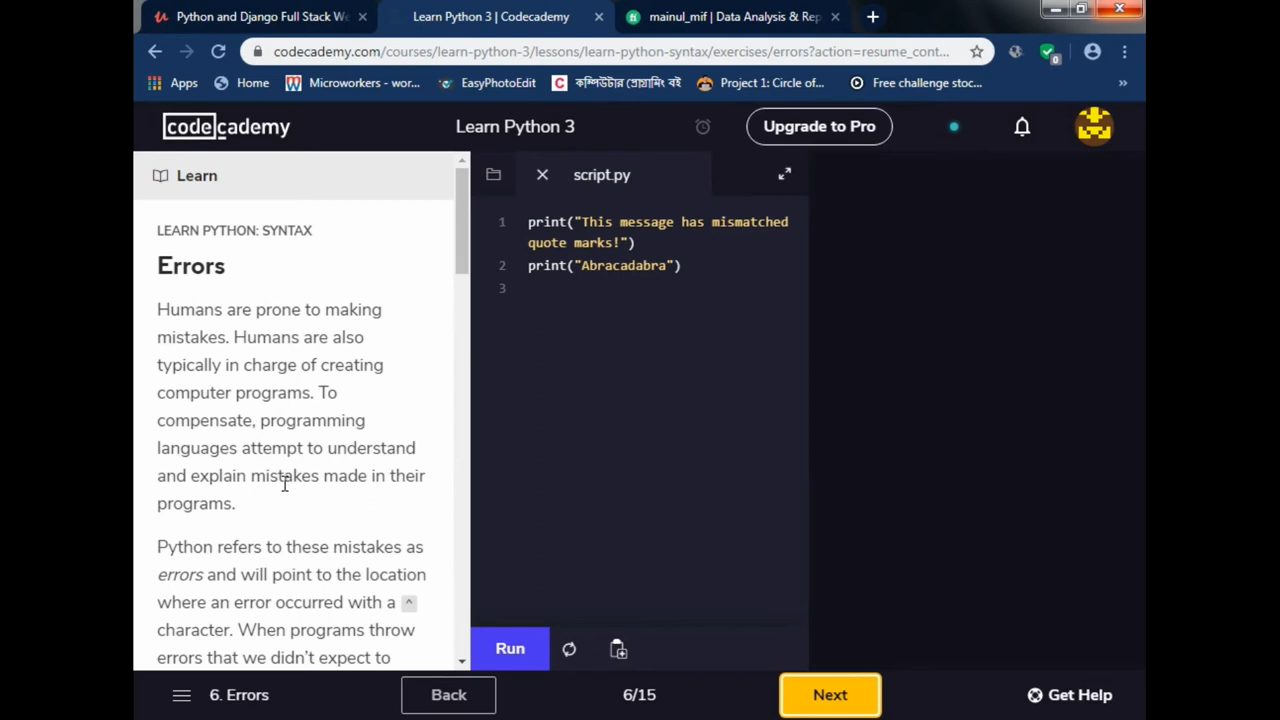 Python and Django Full Stack We
Learn Python 3 | Codecademy
mainul_mif | Data Analysis & Rep
codecademy.com/courses/learn-python-3/lessons/learn-python-syntax/exercises/errors?action=resume_cont...
0
Apps
Home
Microworkers - wor...
EasyPhotoEdit
কম্পিউটার প্রোগ্রামিং বই
Project 1: Circle of...
Free challenge stoc...
»
codecademy
Learn Python 3
Upgrade to Pro
Learn
script.py
LEARN PYTHON: SYNTAX
Errors
Humans are prone to making
mistakes. Humans are also
typically in charge of creating
computer programs. To
compensate, programming
languages attempt to understand
and explain mistakes made in their
programs.
Python refers to these mistakes as
errors and will point to the location
where an error occurred with a ^
character. When programs throw
errors that we didn't expect to
1 print("This message has mismatched
quote marks!")
2 print("Abracadabra")
3
Run
6. Errors
Back
6/15
Next
Get Help